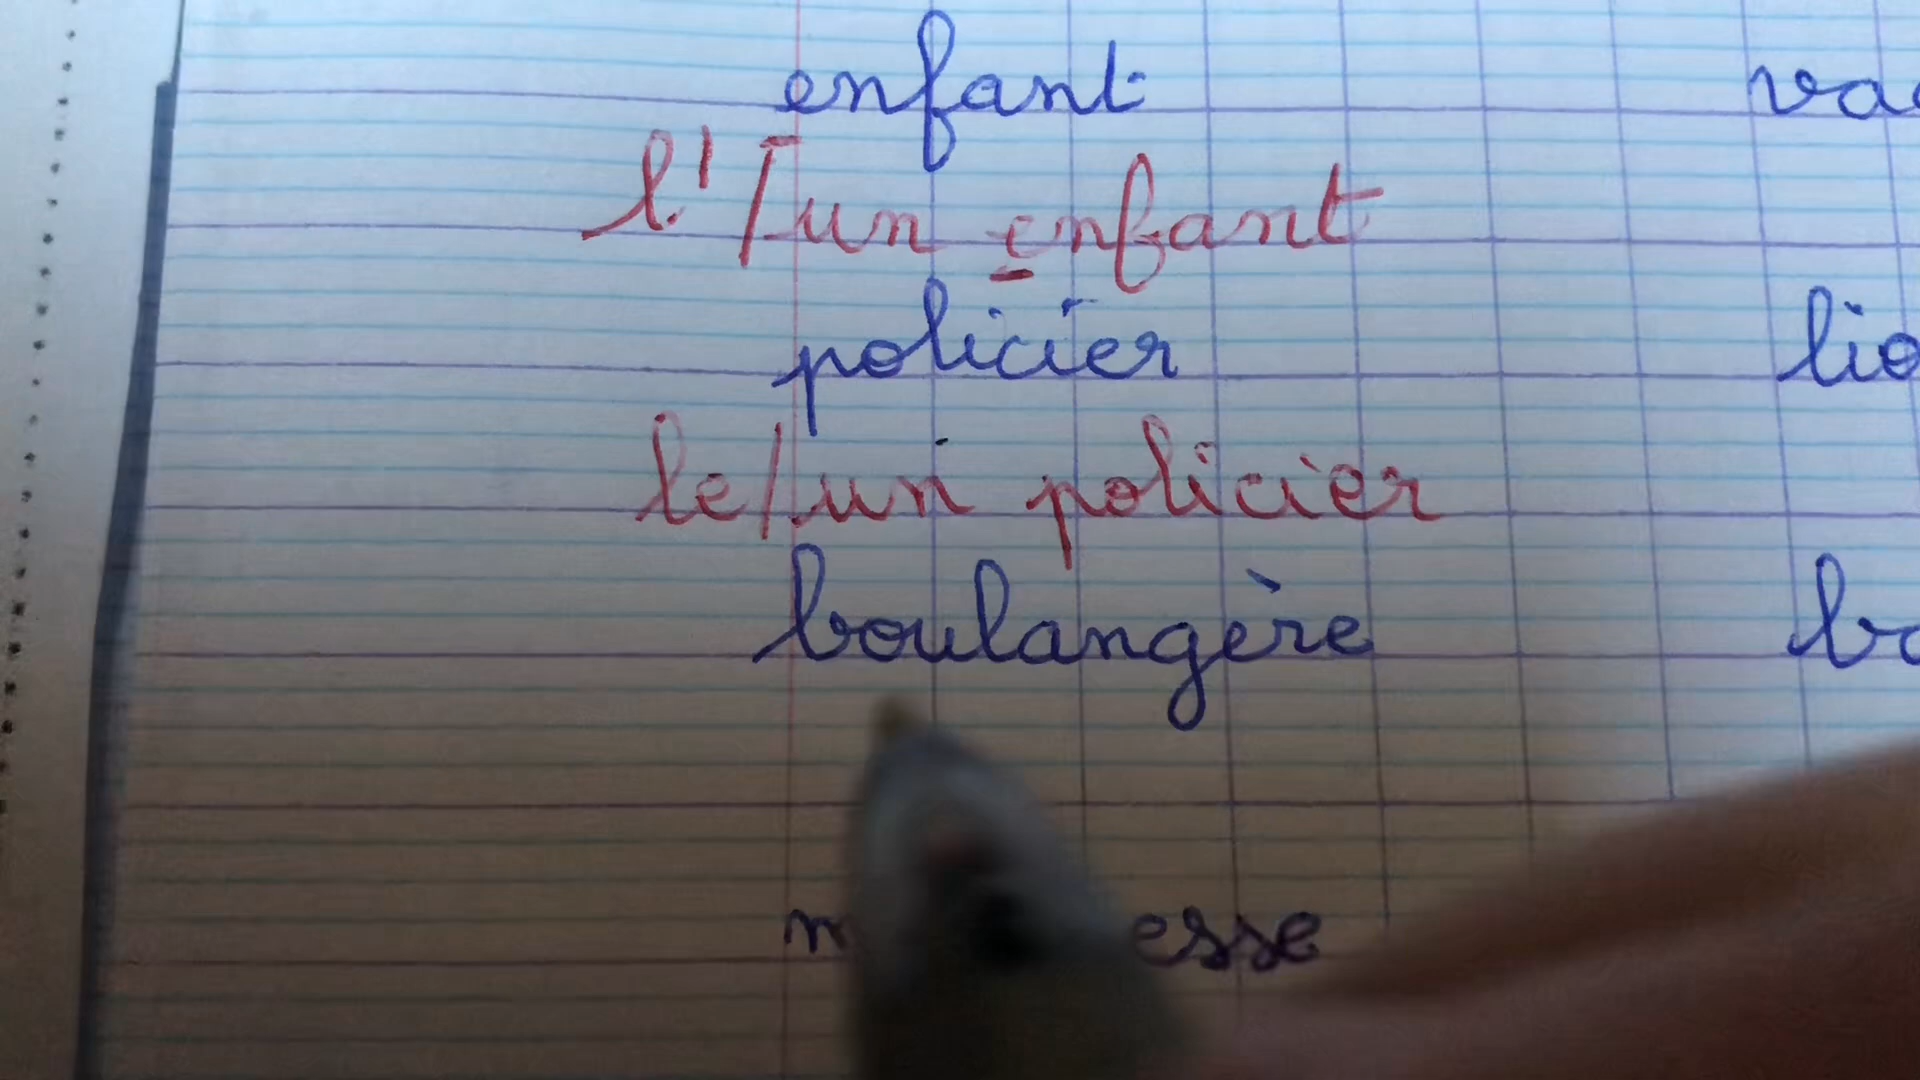 enfant
l'/un enfant
policier
le/un policier
boulangère